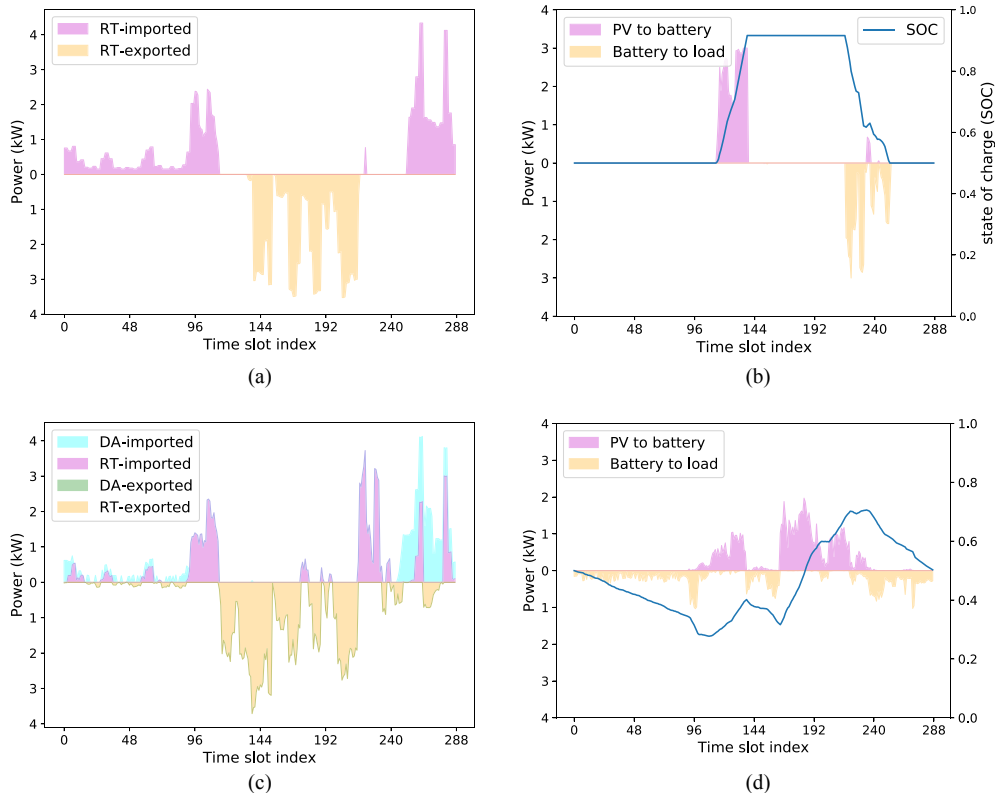 4
3
2
1
0
1
2
3
4
Power (kW)
RT-imported
RT-exported
0 48 96 144 192 240 288
Time slot index
(a)
4
3
2
1
0
1
2
3
4
Power (kW)
PV to battery
Battery to load
SOC
1.0
0.8
0.6
0.4
0.2
0.0
state of charge (SOC)
0 48 96 144 192 240 288
Time slot index
(b)
4
3
2
1
0
1
2
3
4
Power (kW)
DA-imported
RT-imported
DA-exported
RT-exported
0 48 96 144 192 240 288
Time slot index
(c)
4
3
2
1
0
1
2
3
4
Power (kW)
PV to battery
Battery to load
1.0
0.8
0.6
0.4
0.2
0.0
0 48 96 144 192 240 288
Time slot index
(d)